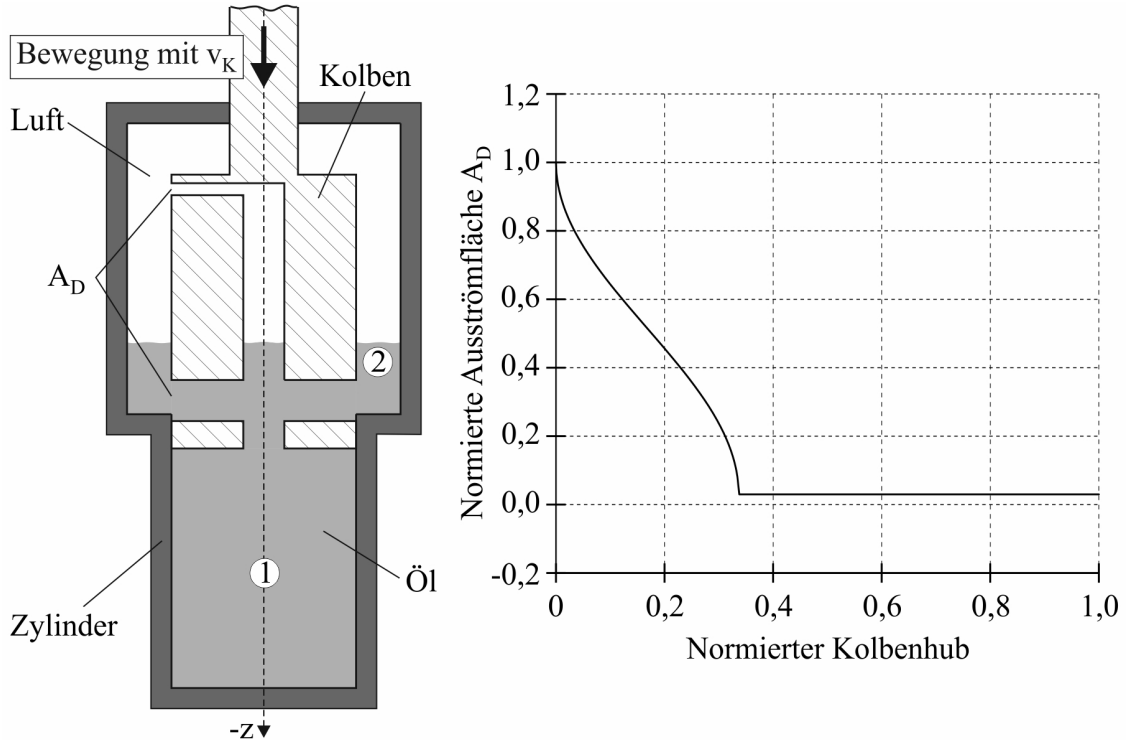 Bewegung mit v_K
Kolben
Luft
A_D
2
1
Öl
Zylinder
-z
Normierte Ausströmfläche A_D
1,2
1,0
0,8
0,6
0,4
0,2
0,0
-0,2
0 0,2 0,4 0,6 0,8 1,0
Normierter Kolbenhub